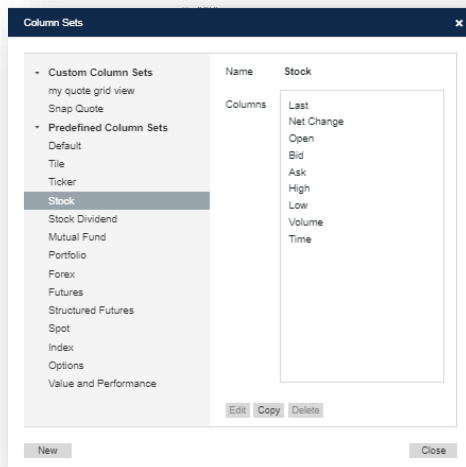 Column Sets
×
Custom Column Sets
my quote grid view
Snap Quote
Predefined Column Sets
Default
Tile
Ticker
Stock
Stock Dividend
Mutual Fund
Portfolio
Forex
Futures
Structured Futures
Spot
Index
Options
Value and Performance
Name Stock
Columns
Last
Net Change
Open
Bid
Ask
High
Low
Volume
Time
Edit Copy Delete
New Close